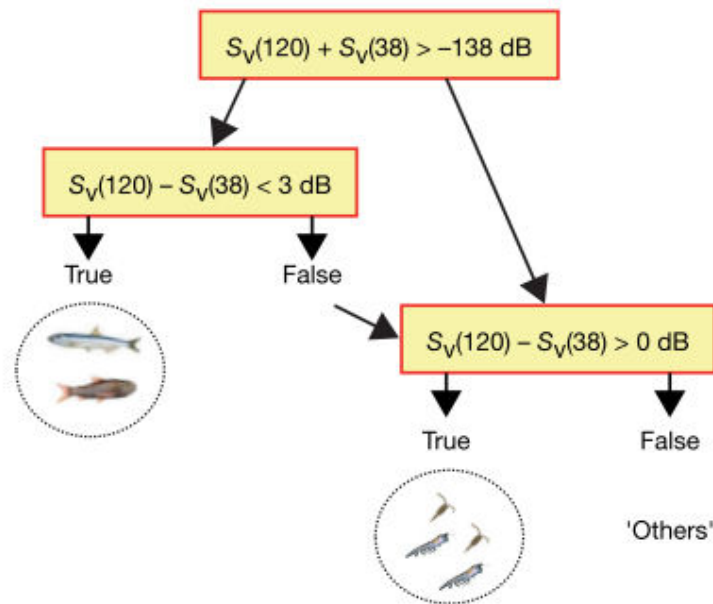 Sv(120) + Sv(38) > –138 dB
Sv(120) – Sv(38) < 3 dB
True
False
Sv(120) – Sv(38) > 0 dB
True
False
'Others'